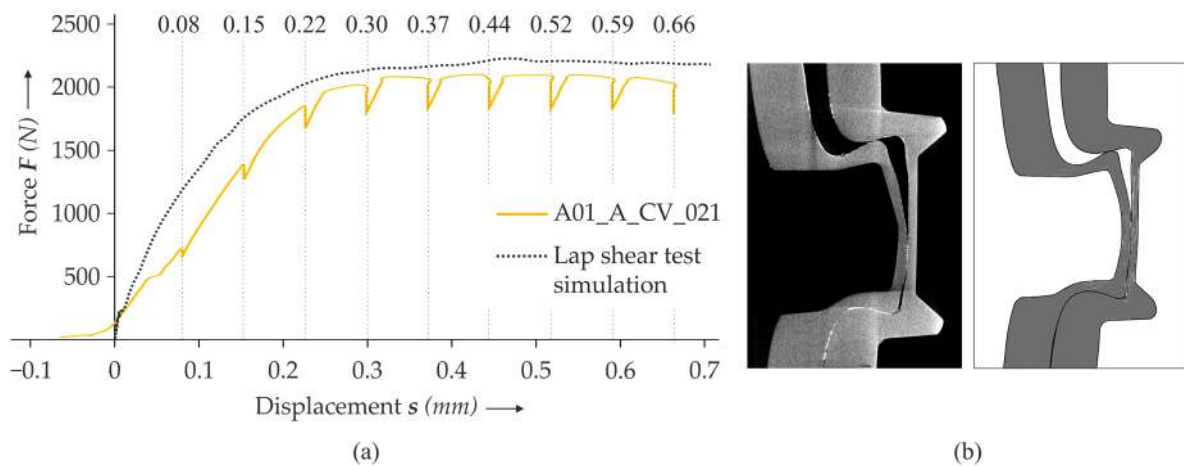 (a)
2500
0.08 0.15 0.22 0.30 0.37 0.44 0.52 0.59 0.66
2000
1500
1000
500
Force F (N)
A01_A_CV_021
Lap shear test
simulation
−0.1 0 0.1 0.2 0.3 0.4 0.5 0.6 0.7
Displacement s (mm)
(a)
(b)